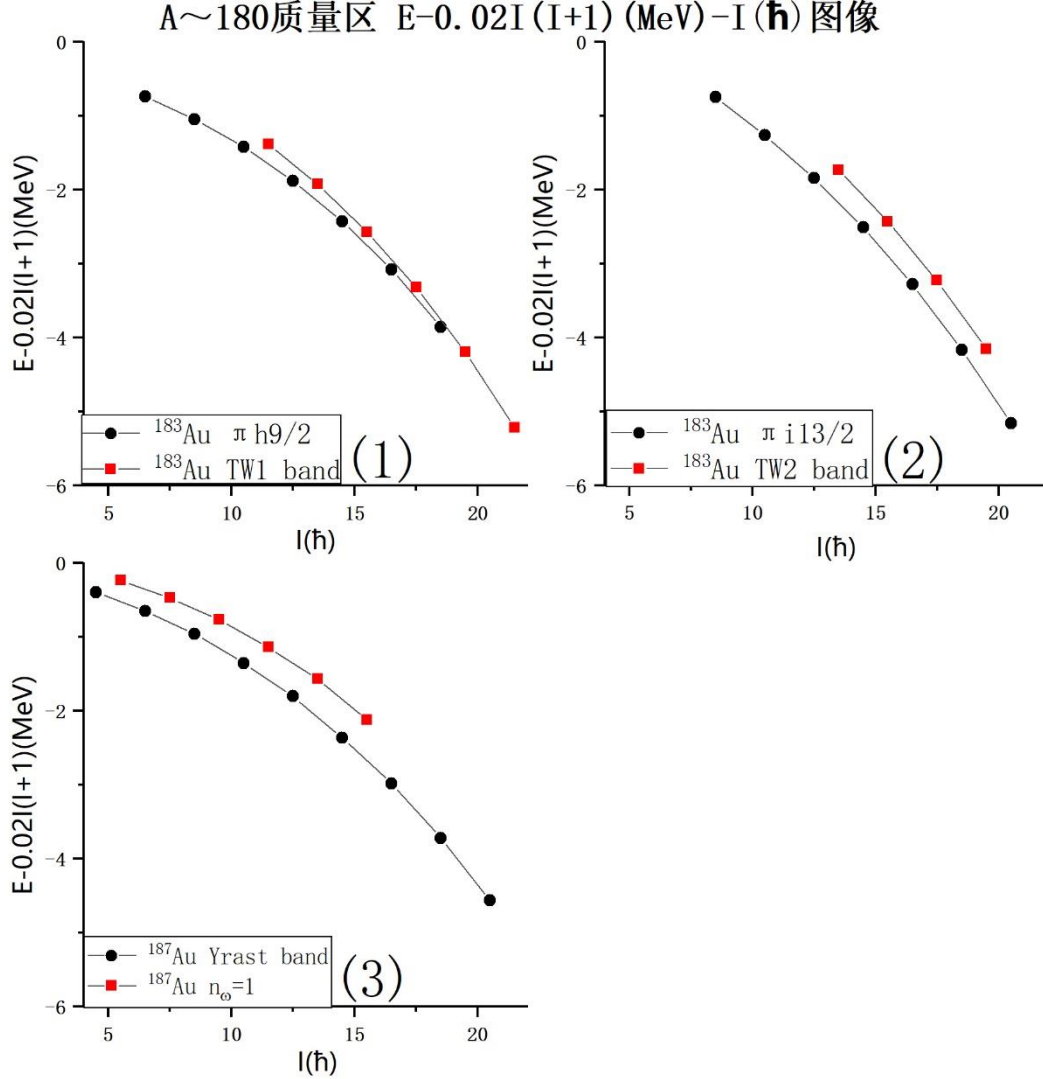 A～180质量区 E-0.02I(I+1)(MeV)-I(ħ)图像
E-0.02I(I+1)(MeV)
0
-2
-4
-6
5
10
15
20
I(ħ)
¹⁸³Au πh9/2
¹⁸³Au TW1 band
(1)
E-0.02I(I+1)(MeV)
0
-2
-4
-6
5
10
15
20
I(ħ)
¹⁸³Au πi13/2
¹⁸³Au TW2 band
(2)
E-0.02I(I+1)(MeV)
0
-2
-4
-6
5
10
15
20
I(ħ)
¹⁸⁷Au Yrast band
¹⁸⁷Au n_ω=1
(3)